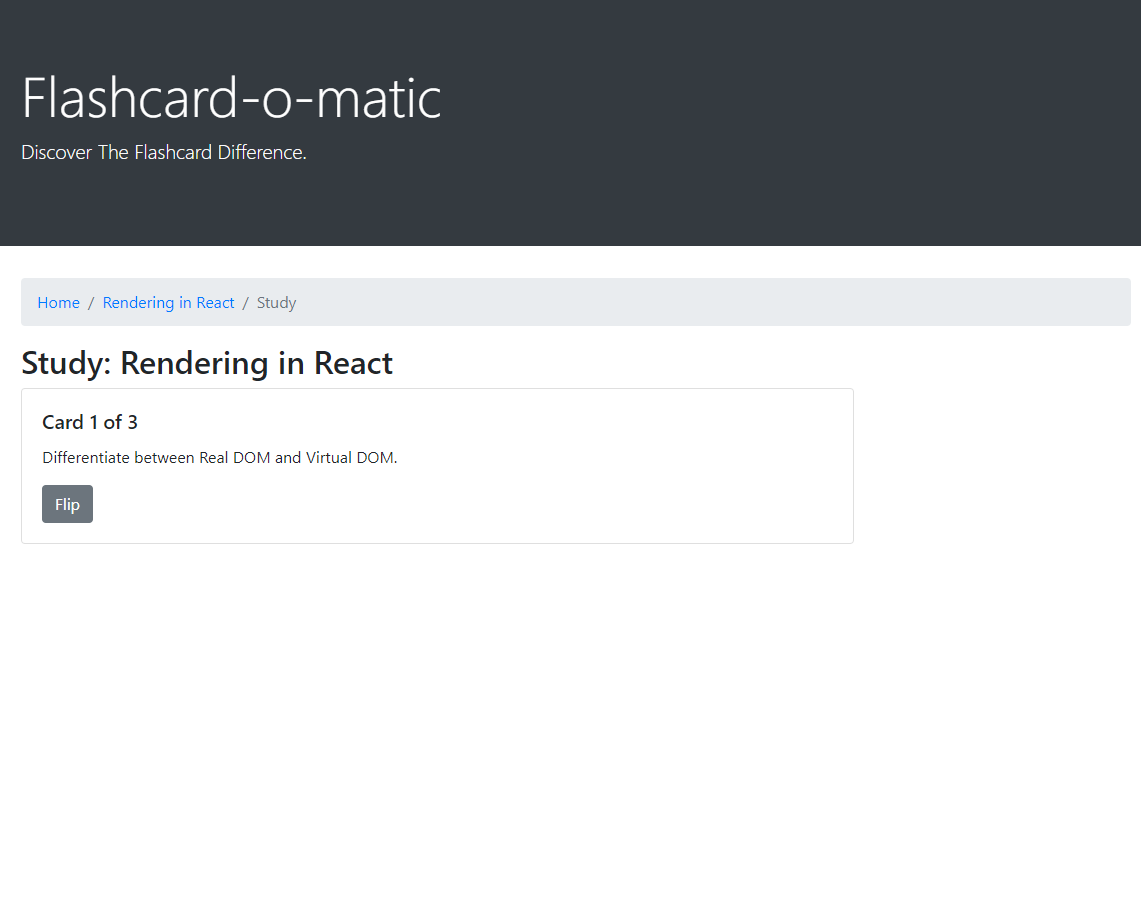 Flashcard-o-matic
Discover The Flashcard Difference.
Home / Rendering in React / Study
Study: Rendering in React
Card 1 of 3
Differentiate between Real DOM and Virtual DOM.
Flip